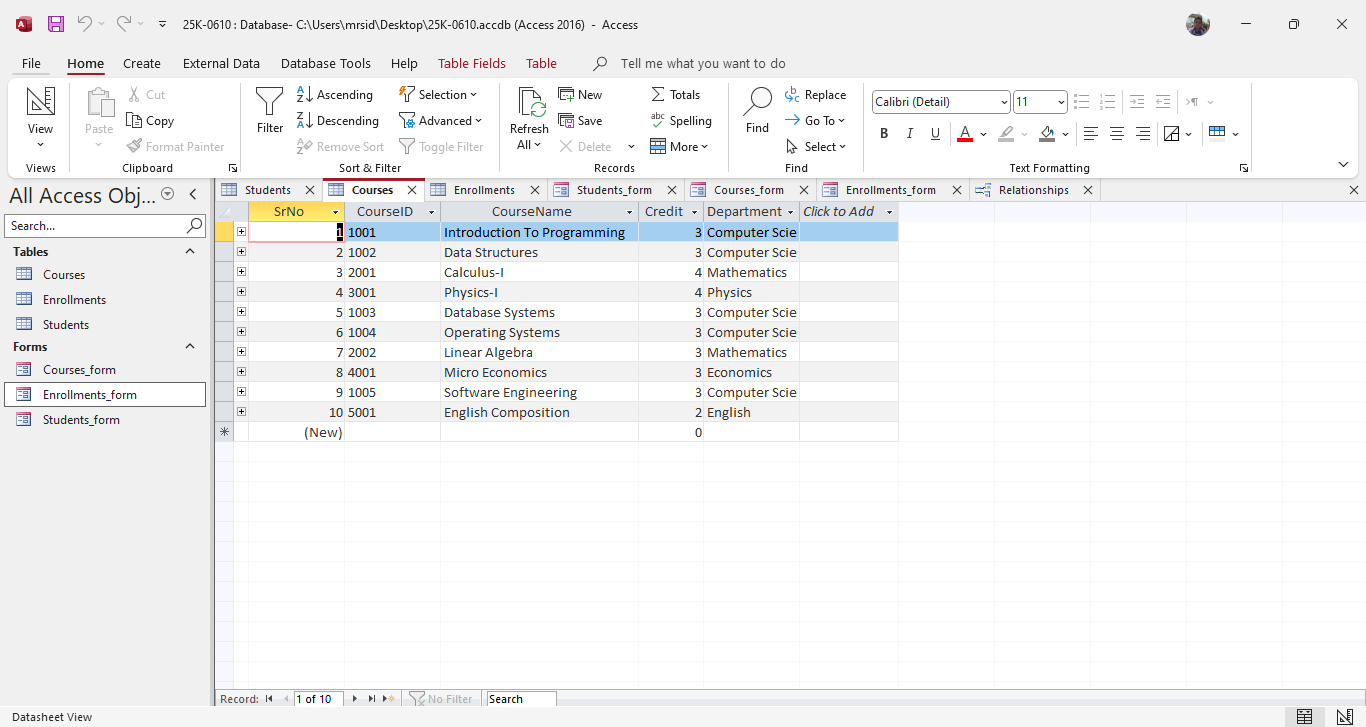 25K-0610 : Database- C:\Users\mrsid\Desktop\25K-0610.accdb (Access 2016) - Access
File Home Create External Data Database Tools Help Table Fields Table Tell me what you want to do
View
Views
Paste
Cut
Copy
Format Painter
Clipboard
Filter
Ascending
Descending
Remove Sort
Selection
Advanced
Toggle Filter
Sort & Filter
Refresh
All
New
Save
Delete
Totals
Spelling
More
Records
Find
Replace
Go To
Select
Find
Calibri (Detail) 11
B I U A
Text Formatting
All Access Obj...
Search...
Tables
Courses
Enrollments
Students
Forms
Courses_form
Enrollments_form
Students_form
Students Courses Enrollments Students_form Courses_form Enrollments_form Relationships
SrNo CourseID CourseName Credit Department Click to Add
1 1001 Introduction To Programming 3 Computer Scie
2 1002 Data Structures 3 Computer Scie
3 2001 Calculus-I 4 Mathematics
4 3001 Physics-I 4 Physics
5 1003 Database Systems 3 Computer Scie
6 1004 Operating Systems 3 Computer Scie
7 2002 Linear Algebra 3 Mathematics
8 4001 Micro Economics 3 Economics
9 1005 Software Engineering 3 Computer Scie
10 5001 English Composition 2 English
(New) 0
Record: 1 of 10 No Filter Search
Datasheet View